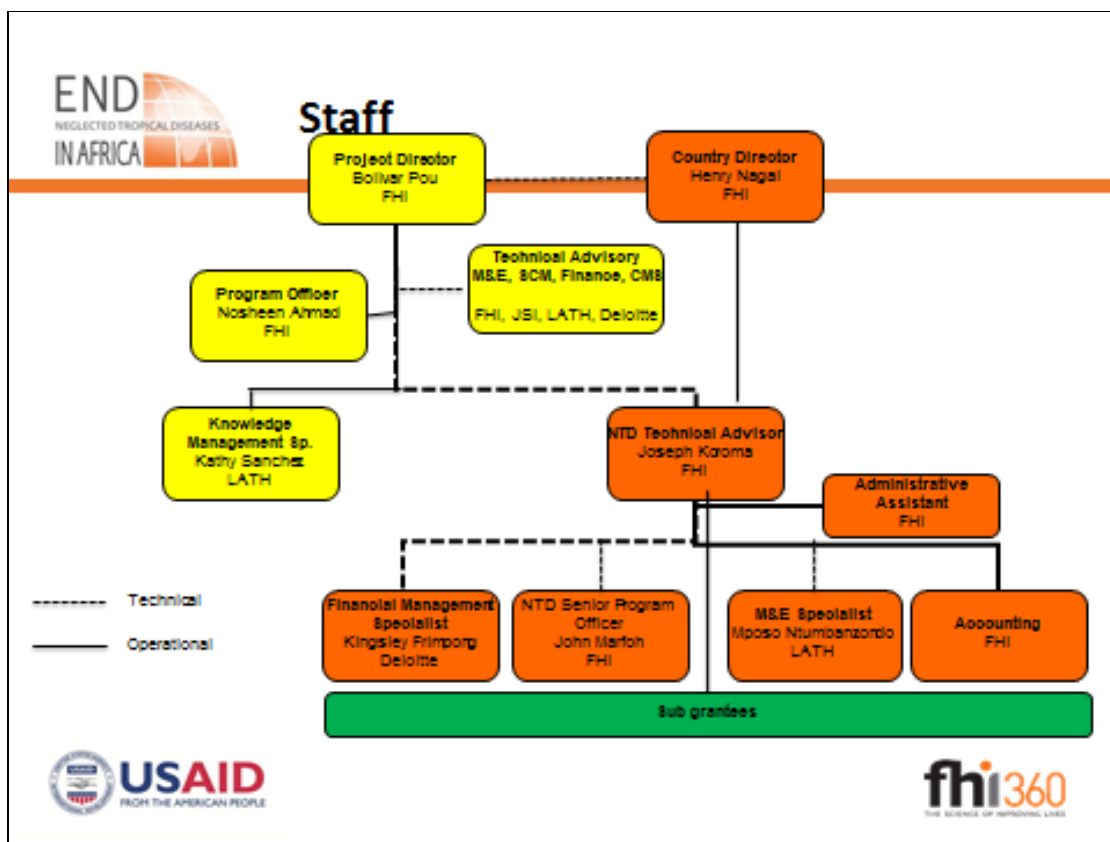 END
NEGLECTED TROPICAL DISEASES
IN AFRICA
Staff
Project Director
Bolivar Pou
FHI
Country Director
Henry Nagai
FHI
Technical Advisory
M&E, SCM, Finance, CMS
FHI, JSI, LATH, Deloitte
Program Officer
Nosheen Ahmad
FHI
Knowledge
Management Sp.
Kathy Sanchez
LATH
NTD Technical Advisor
Joseph Koroma
FHI
Administrative
Assistant
FHI
Technical
Operational
Financial Management
Specialist
Kingsley Frimpong
Deloitte
NTD Senior Program
Officer
John Marfoh
FHI
M&E Specialist
Mposo Ntumbanzondo
LATH
Accounting
FHI
Sub grantees
USAID
FROM THE AMERICAN PEOPLE
fhi360
THE SCIENCE OF IMPROVING LIVES